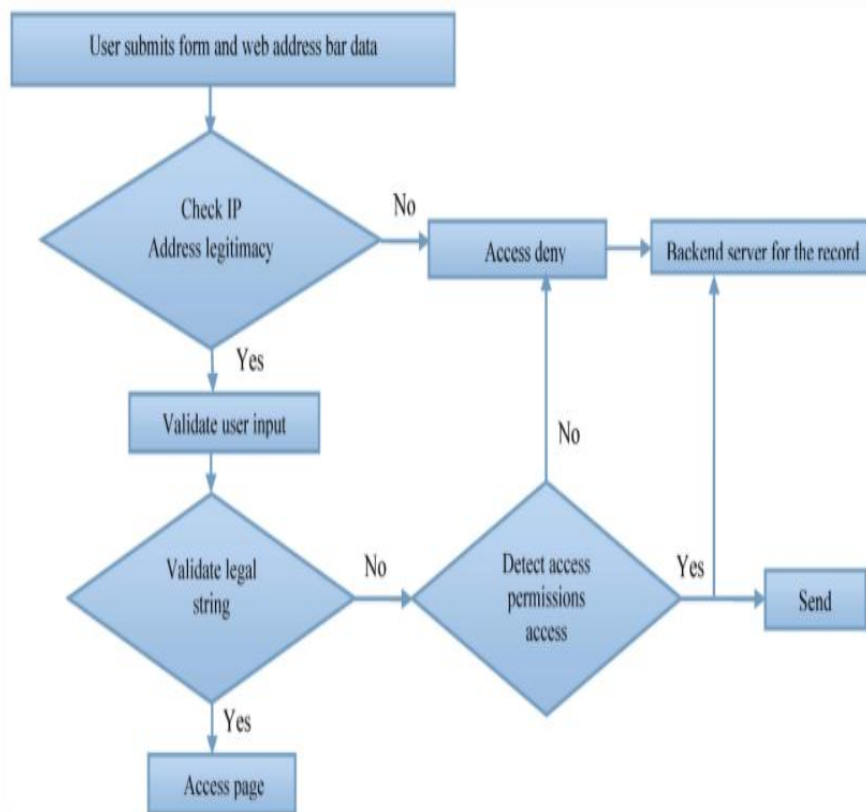 User submits form and web address bar data
Check IP
Address legitimacy
No
Access deny
Backend server for the record
Yes
Validate user input
No
Validate legal
string
No
Detect access
permissions
access
Yes
Send
Yes
Access page